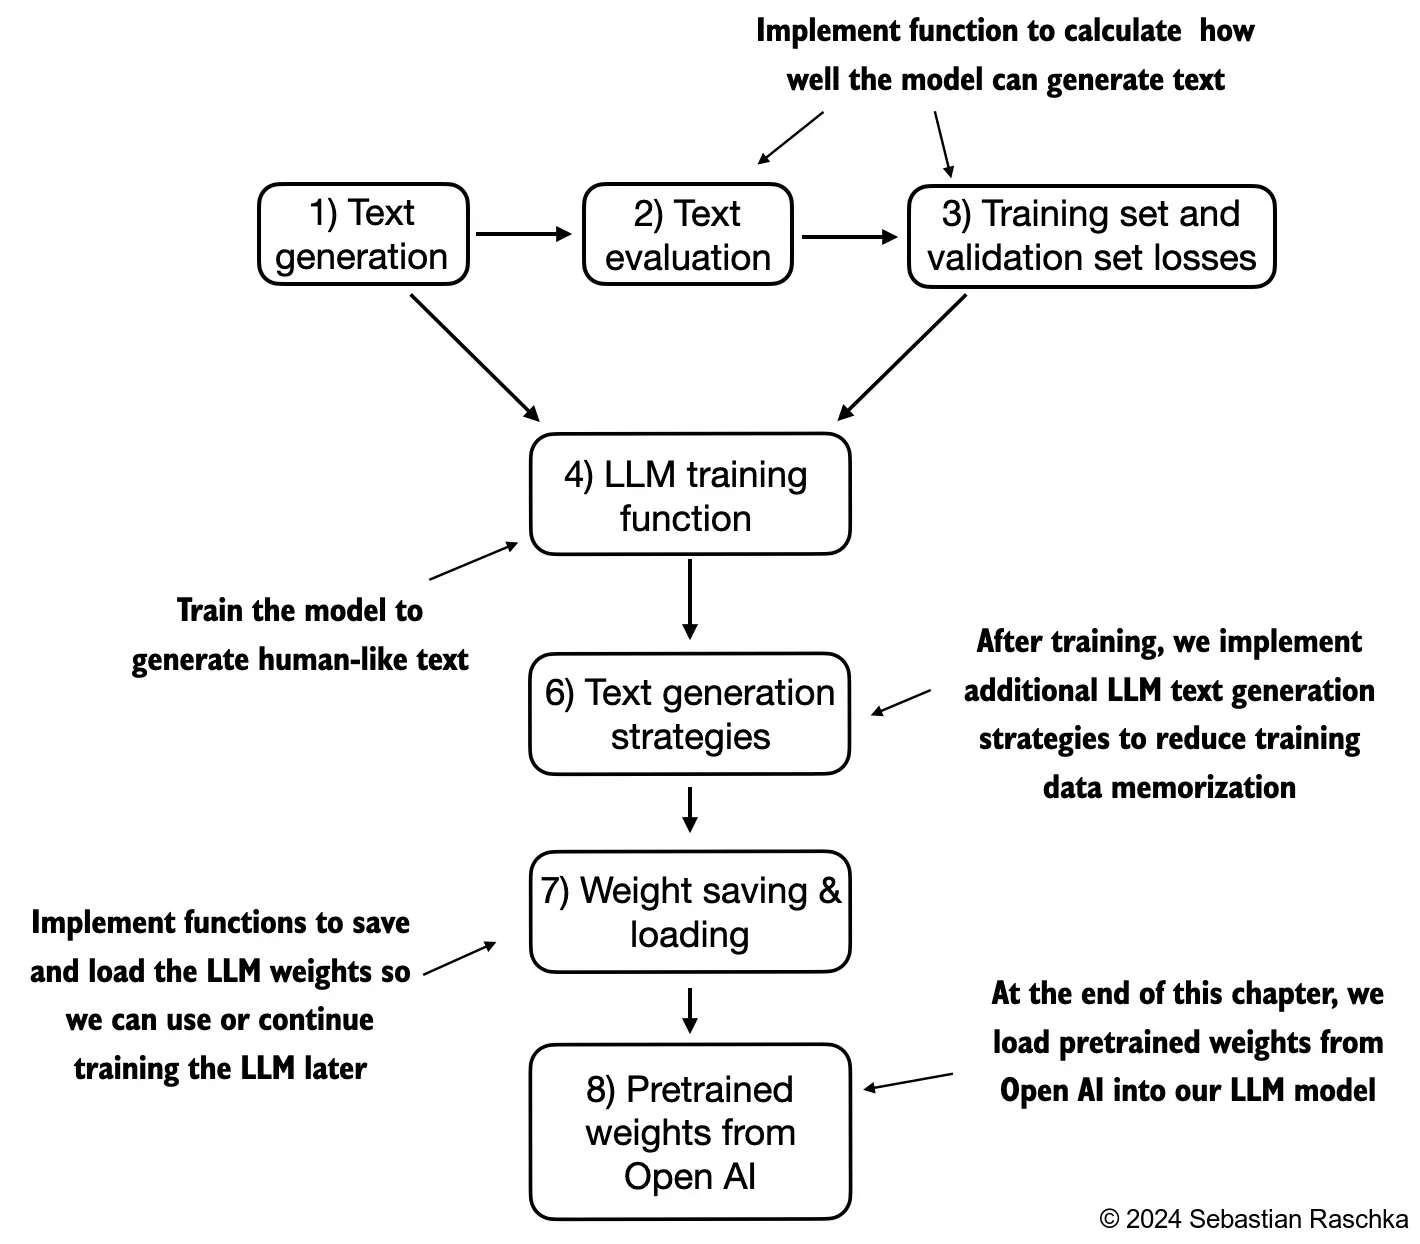 Implement function to calculate how
well the model can generate text
1) Text
generation
2) Text
evaluation
3) Training set and
validation set losses
4) LLM training
function
Train the model to
generate human-like text
6) Text generation
strategies
After training, we implement
additional LLM text generation
strategies to reduce training
data memorization
7) Weight saving &
loading
Implement functions to save
and load the LLM weights so
we can use or continue
training the LLM later
8) Pretrained
weights from
Open AI
At the end of this chapter, we
load pretrained weights from
Open AI into our LLM model
© 2024 Sebastian Raschka